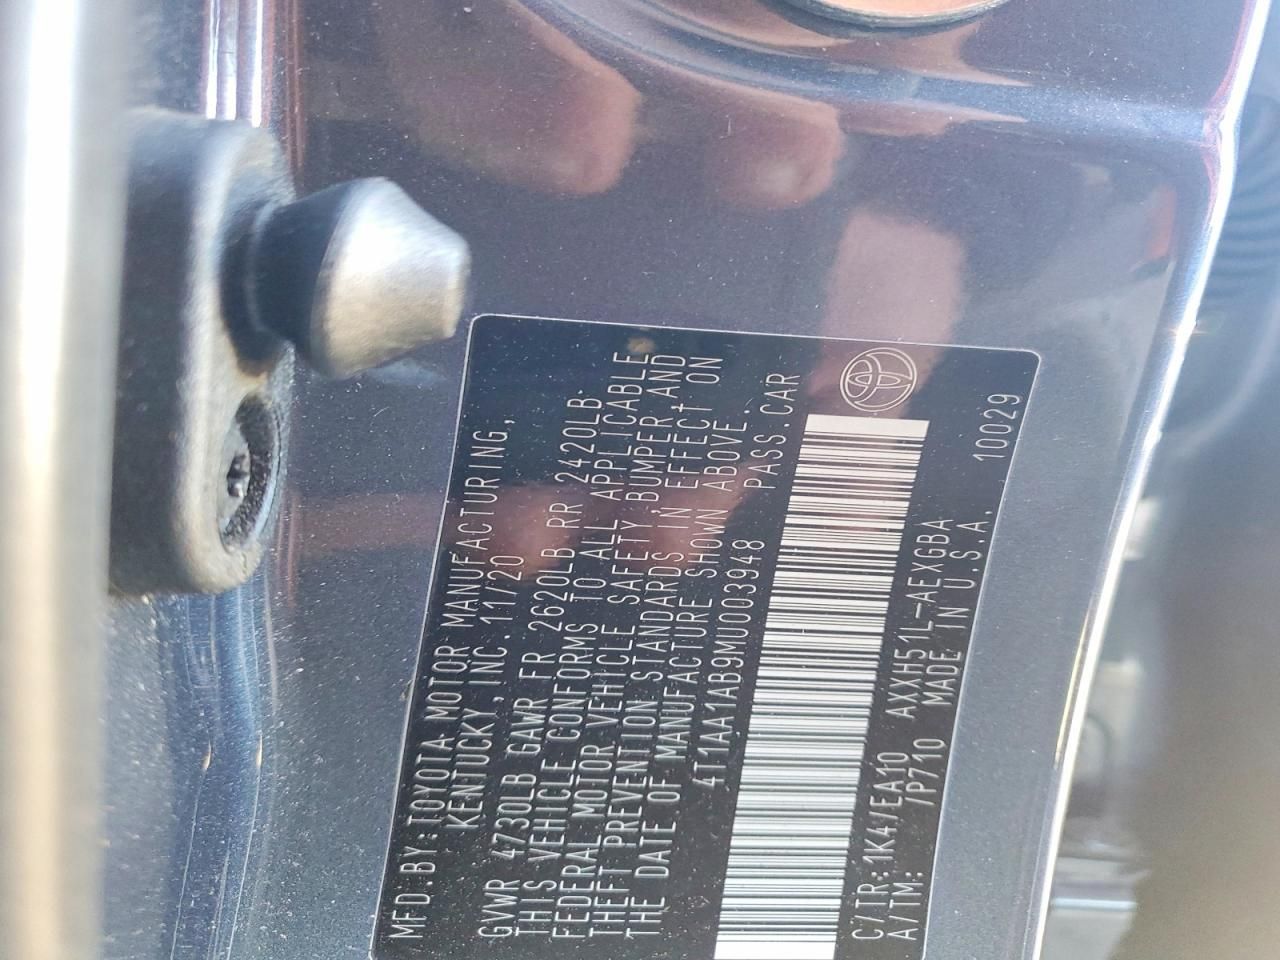 MFD.BY:TOYOTA MOTOR MANUFACTURING,
KENTUCKY, INC. 11/20
GVWR 4730LB GAWR FR 2620LB RR 2420LB.
THIS VEHICLE CONFORMS TO ALL APPLICABLE
FEDERAL MOTOR VEHICLE SAFETY, BUMPER, AND
THEFT PREVENTION STANDARDS IN EFFECT ON
THE DATE OF MANUFACTURE SHOWN ABOVE.
4T1AA1AB9MU003948 PASS.CAR
C/TR:1K4/EA10 AXXH51L-AEXGBA
A/TM: /P710 MADE IN U.S.A. 10029